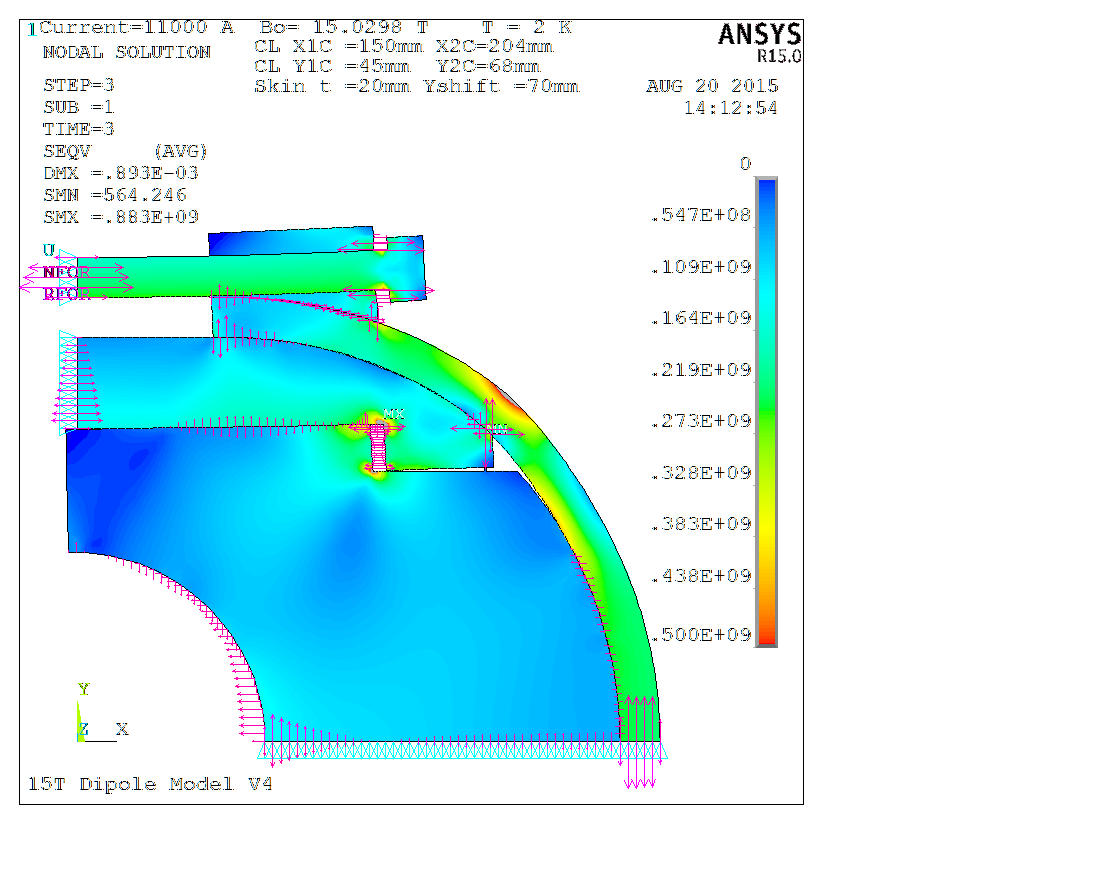 1 Current=11000 A Bo= 15.0298 T T = 2 K
ANSYS
R15.0
NODAL SOLUTION
CL X1C =150mm X2C=204mm
CL Y1C =45mm Y2C=68mm
Skin t =20mm Yshift =70mm
AUG 20 2015
14:12:54
STEP=3
SUB =1
TIME=3
SEQV (AVG)
DMX =.893E-03
SMN =564.246
SMX =.883E+09
U
NFOR
RFOR
0
.547E+08
.109E+09
.164E+09
.219E+09
.273E+09
.328E+09
.383E+09
.438E+09
.500E+09
MX
Y
Z X
15T Dipole Model V4